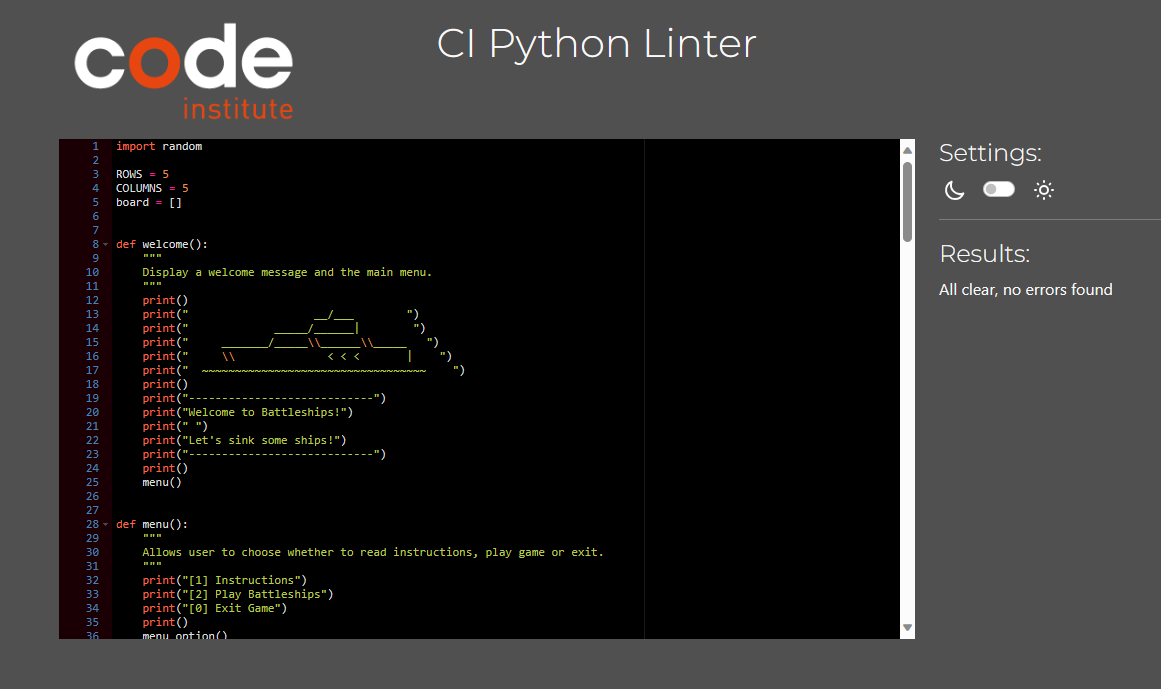 code
institute
CI Python Linter
1 import random
2
3 ROWS = 5
4 COLUMNS = 5
5 board = []
6
7
8 def welcome():
9     """
10     Display a welcome message and the main menu.
11     """
12     print()
13     print("                   __/___        ")
14     print("             _____/______|        ")
15     print("     _______/_____\\______\\_____   ")
16     print("     \\              < < <       |    ")
17     print("  ~~~~~~~~~~~~~~~~~~~~~~~~~~~~~~~~~~    ")
18     print()
19     print("----------------------------")
20     print("Welcome to Battleships!")
21     print(" ")
22     print("Let's sink some ships!")
23     print("----------------------------")
24     print()
25     menu()
26
27
28 def menu():
29     """
30     Allows user to choose whether to read instructions, play game or exit.
31     """
32     print("[1] Instructions")
33     print("[2] Play Battleships")
34     print("[0] Exit Game")
35     print()
36     menu_option()
Settings:
Results:
All clear, no errors found